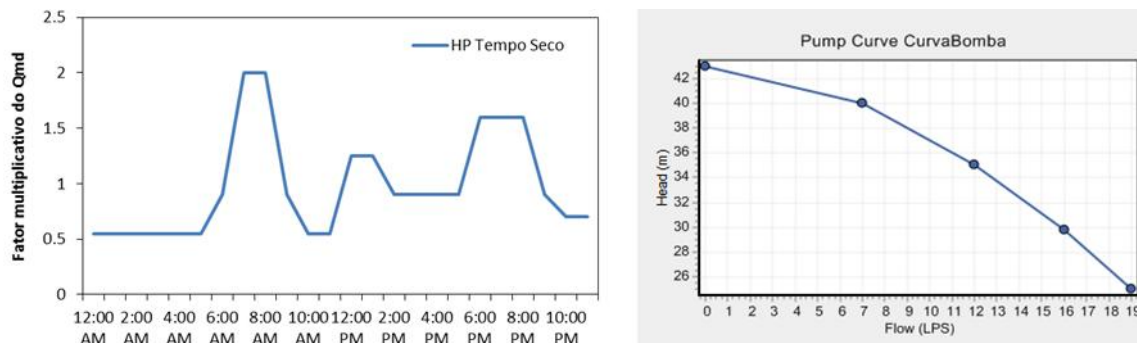 2.5
2
1.5
1
0.5
0
Fator multiplicativo do Qmd
HP Tempo Seco
12:00 2:00 4:00 6:00 8:00 10:00 12:00 2:00 4:00 6:00 8:00 10:00
AM AM AM AM AM AM PM PM PM PM PM PM
Pump Curve CurvaBomba
42
40
38
36
34
32
30
28
26
Head (m)
0 1 2 3 4 5 6 7 8 9 10 11 12 13 14 15 16 17 18 19
Flow (LPS)